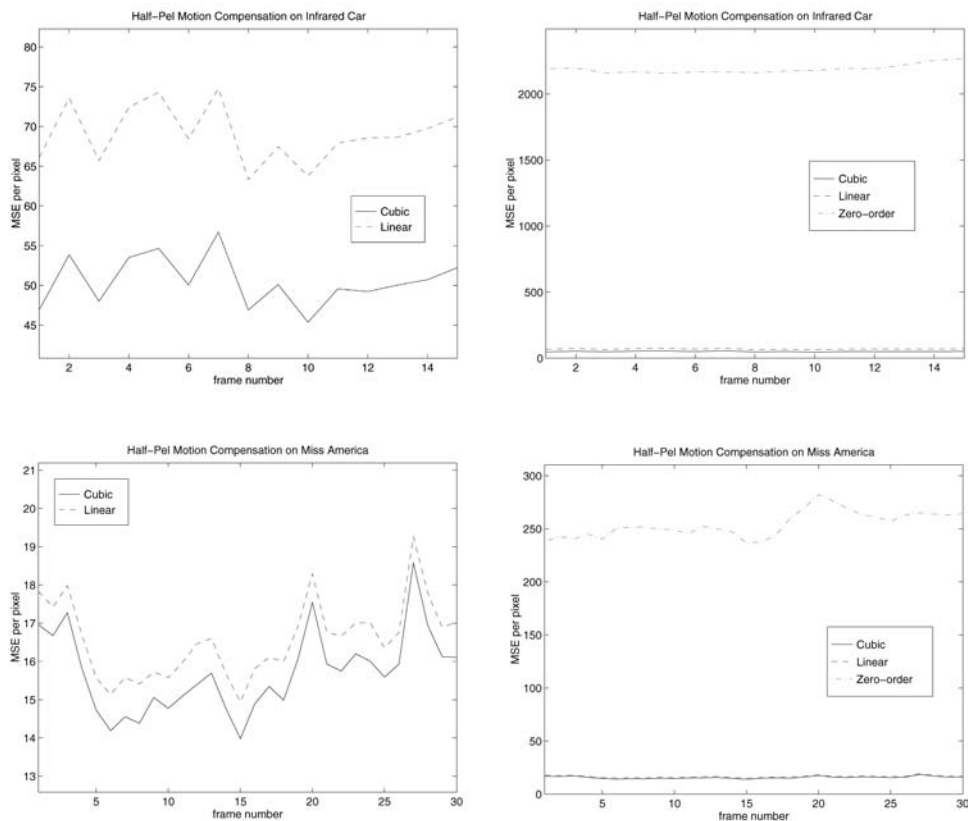 Half-Pel Motion Compensation on Infrared Car
80
75
70
65
60
55
50
45
MSE per pixel
Cubic
Linear
2 4 6 8 10 12 14
frame number
Half-Pel Motion Compensation on Infrared Car
2000
1500
1000
500
0
MSE per pixel
Cubic
Linear
Zero-order
2 4 6 8 10 12 14
frame number
Half-Pel Motion Compensation on Miss America
21
20
19
18
17
16
15
14
13
MSE per pixel
Cubic
Linear
5 10 15 20 25 30
frame number
Half-Pel Motion Compensation on Miss America
300
250
200
150
100
50
0
MSE per pixel
Cubic
Linear
Zero-order
5 10 15 20 25 30
frame number